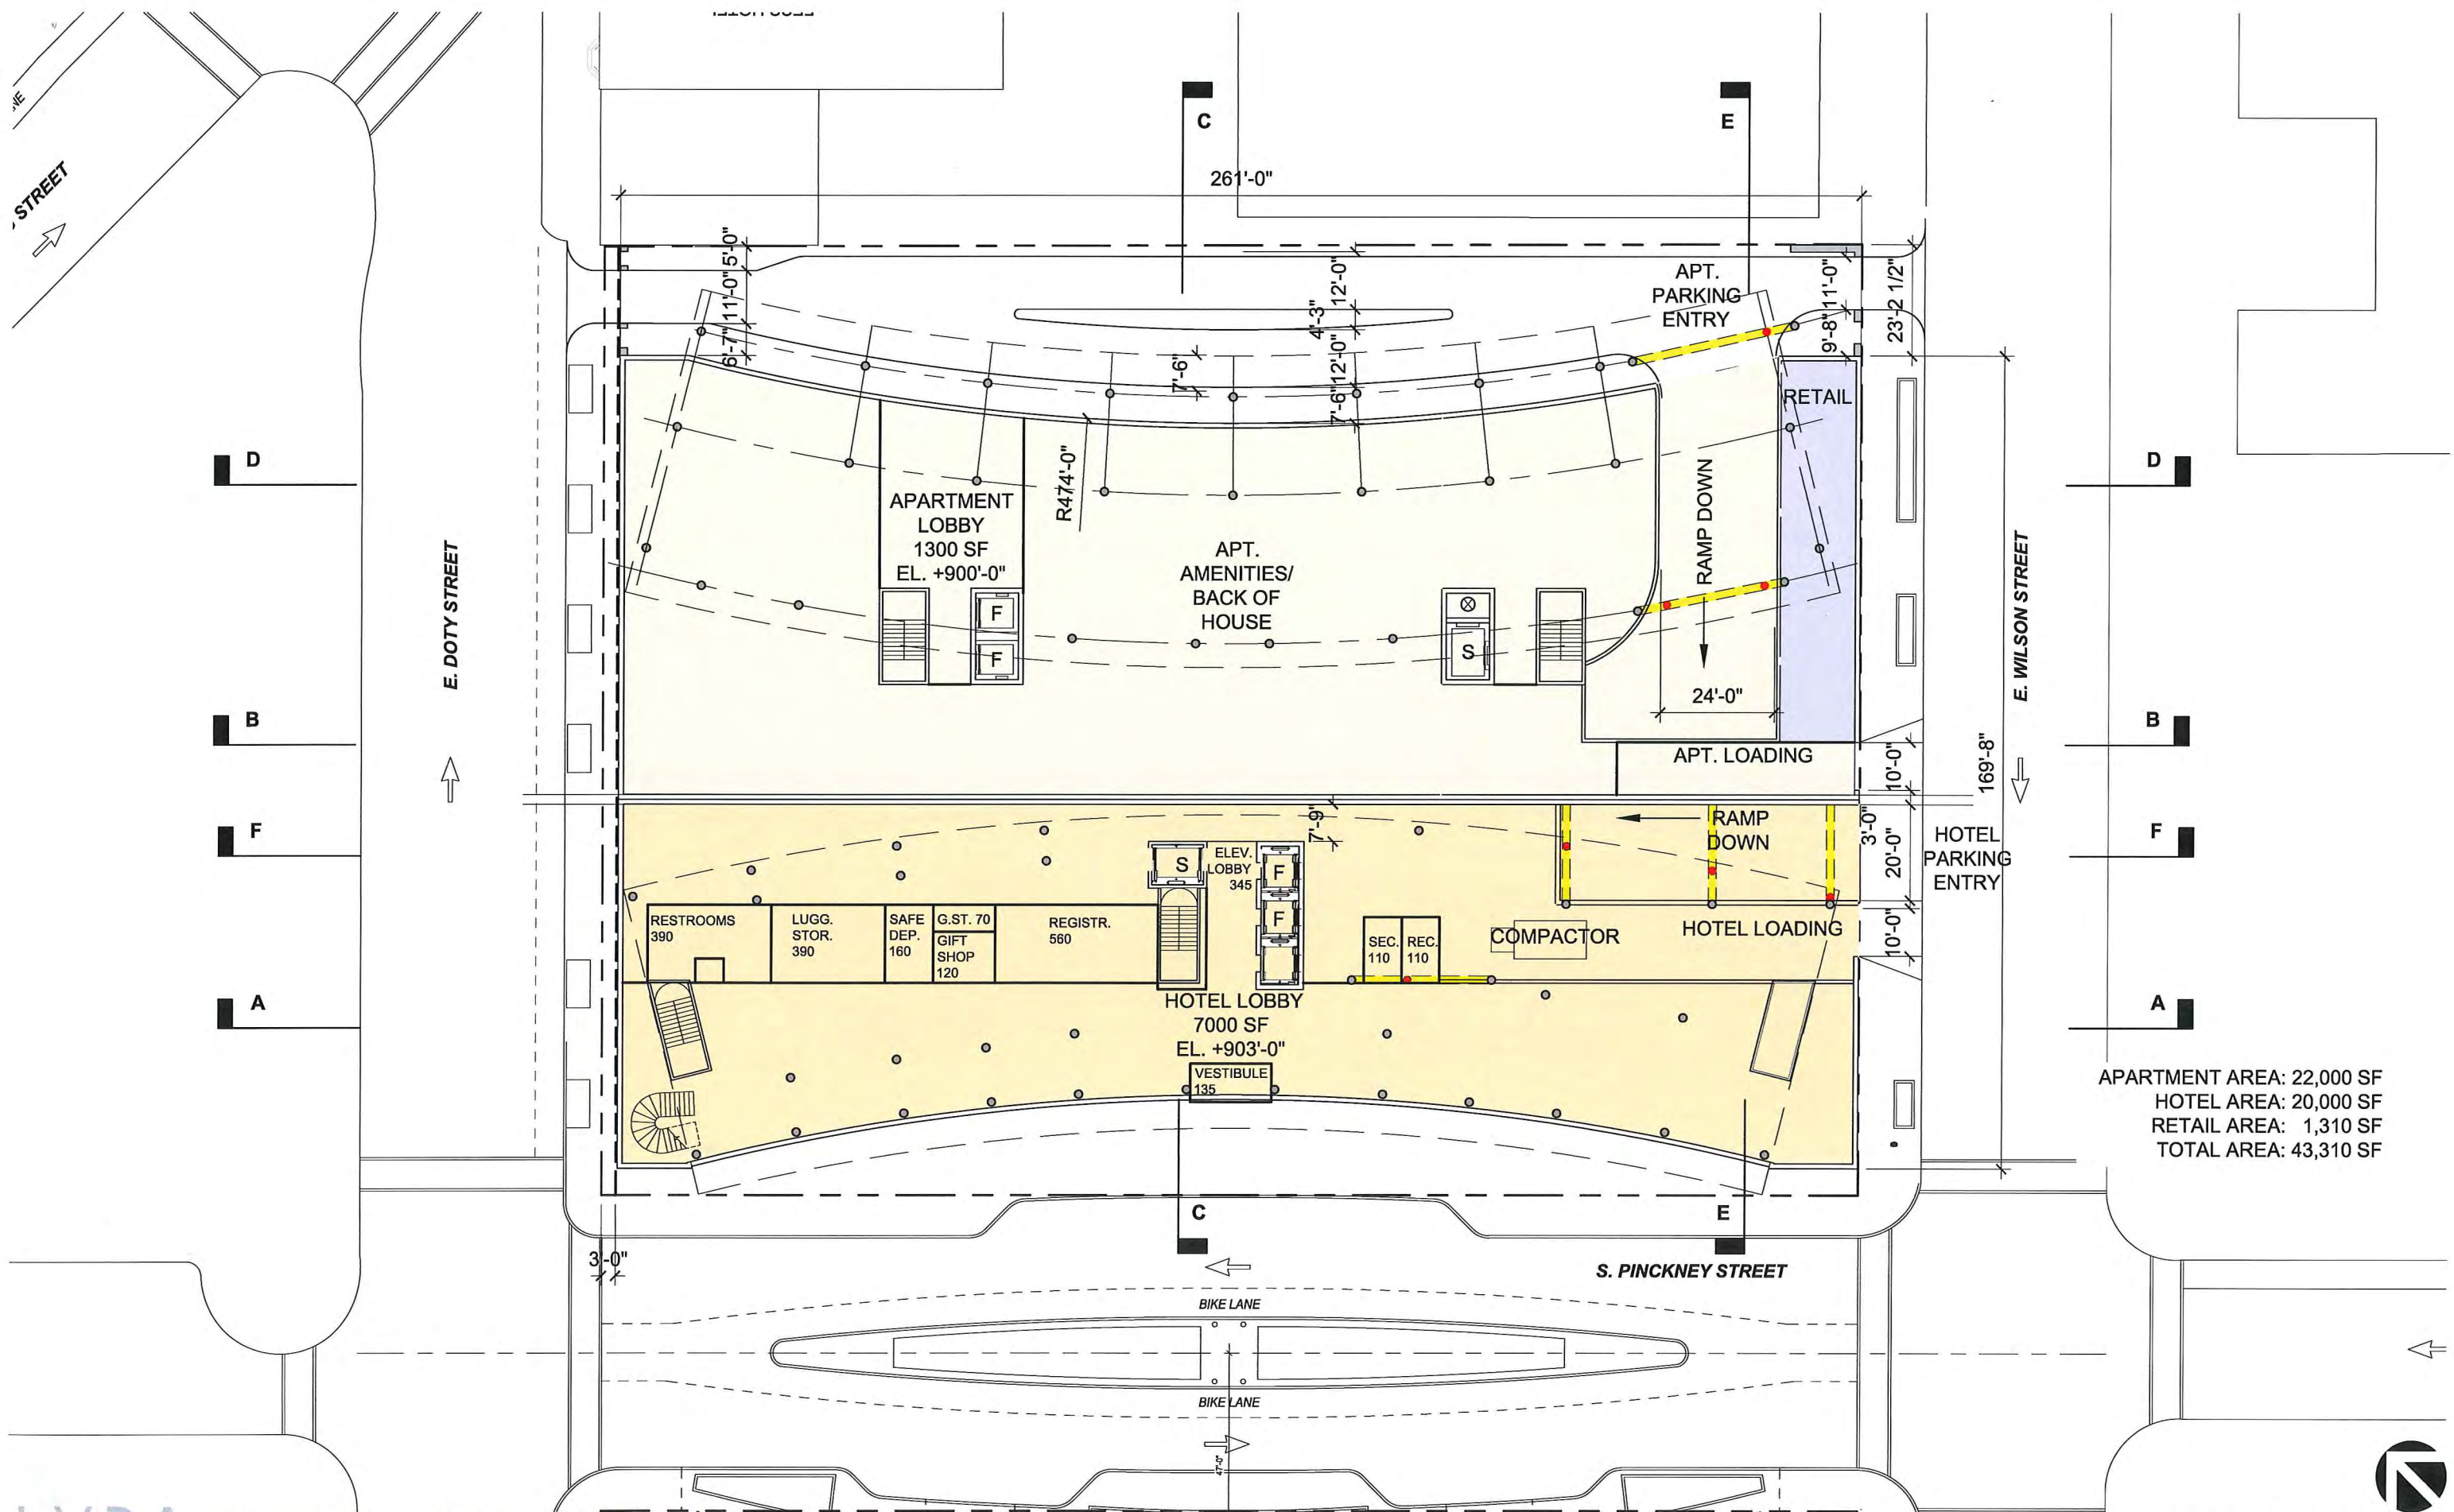 C
E
261'-0"
STREET
5'-0"
11'-0"
6'-7"
12'-0"
4'-3"
12'-0"
7'-6"
7'-6"
APT.
PARKING
ENTRY
11'-0"
9'-8"
23'-2 1/2"
RETAIL
D
D
R474'-0"
APARTMENT
LOBBY
1300 SF
EL. +900'-0"
APT.
AMENITIES/
BACK OF
HOUSE
RAMP DOWN
E. DOTY STREET
E. WILSON STREET
F
F
S
24'-0"
B
B
APT. LOADING
10'-0"
169'-8"
F
F
7'-9"
RAMP
DOWN
3'-0"
20'-0"
HOTEL
PARKING
ENTRY
S
ELEV.
LOBBY
345
F
F
RESTROOMS
390
LUGG.
STOR.
390
SAFE
DEP.
160
G.ST. 70
GIFT
SHOP
120
REGISTR.
560
SEC.
110
REC.
110
COMPACTOR
HOTEL LOADING
10'-0"
A
A
HOTEL LOBBY
7000 SF
EL. +903'-0"
VESTIBULE
135
APARTMENT AREA: 22,000 SF
HOTEL AREA: 20,000 SF
RETAIL AREA: 1,310 SF
TOTAL AREA: 43,310 SF
C
E
3'-0"
S. PINCKNEY STREET
BIKE LANE
BIKE LANE
47'-0"